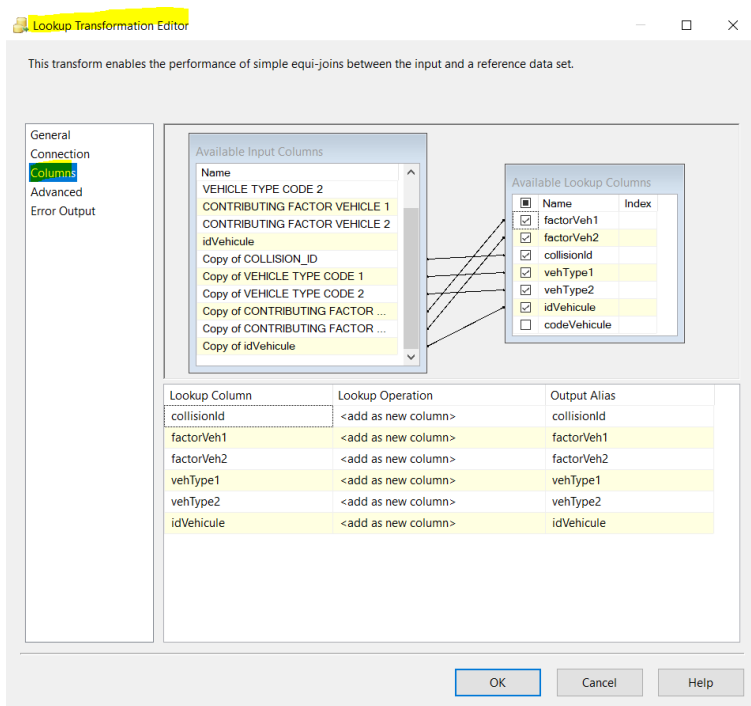 Lookup Transformation Editor
This transform enables the performance of simple equi-joins between the input and a reference data set.
General
Connection
Columns
Advanced
Error Output
Available Input Columns
Name
VEHICLE TYPE CODE 2
CONTRIBUTING FACTOR VEHICLE 1
CONTRIBUTING FACTOR VEHICLE 2
idVehicule
Copy of COLLISION_ID
Copy of VEHICLE TYPE CODE 1
Copy of VEHICLE TYPE CODE 2
Copy of CONTRIBUTING FACTOR ...
Copy of CONTRIBUTING FACTOR ...
Copy of idVehicule
Available Lookup Columns
Name Index
factorVeh1
factorVeh2
collisionId
vehType1
vehType2
idVehicule
codeVehicule
Lookup Column Lookup Operation Output Alias
collisionId <add as new column> collisionId
factorVeh1 <add as new column> factorVeh1
factorVeh2 <add as new column> factorVeh2
vehType1 <add as new column> vehType1
vehType2 <add as new column> vehType2
idVehicule <add as new column> idVehicule
OK Cancel Help